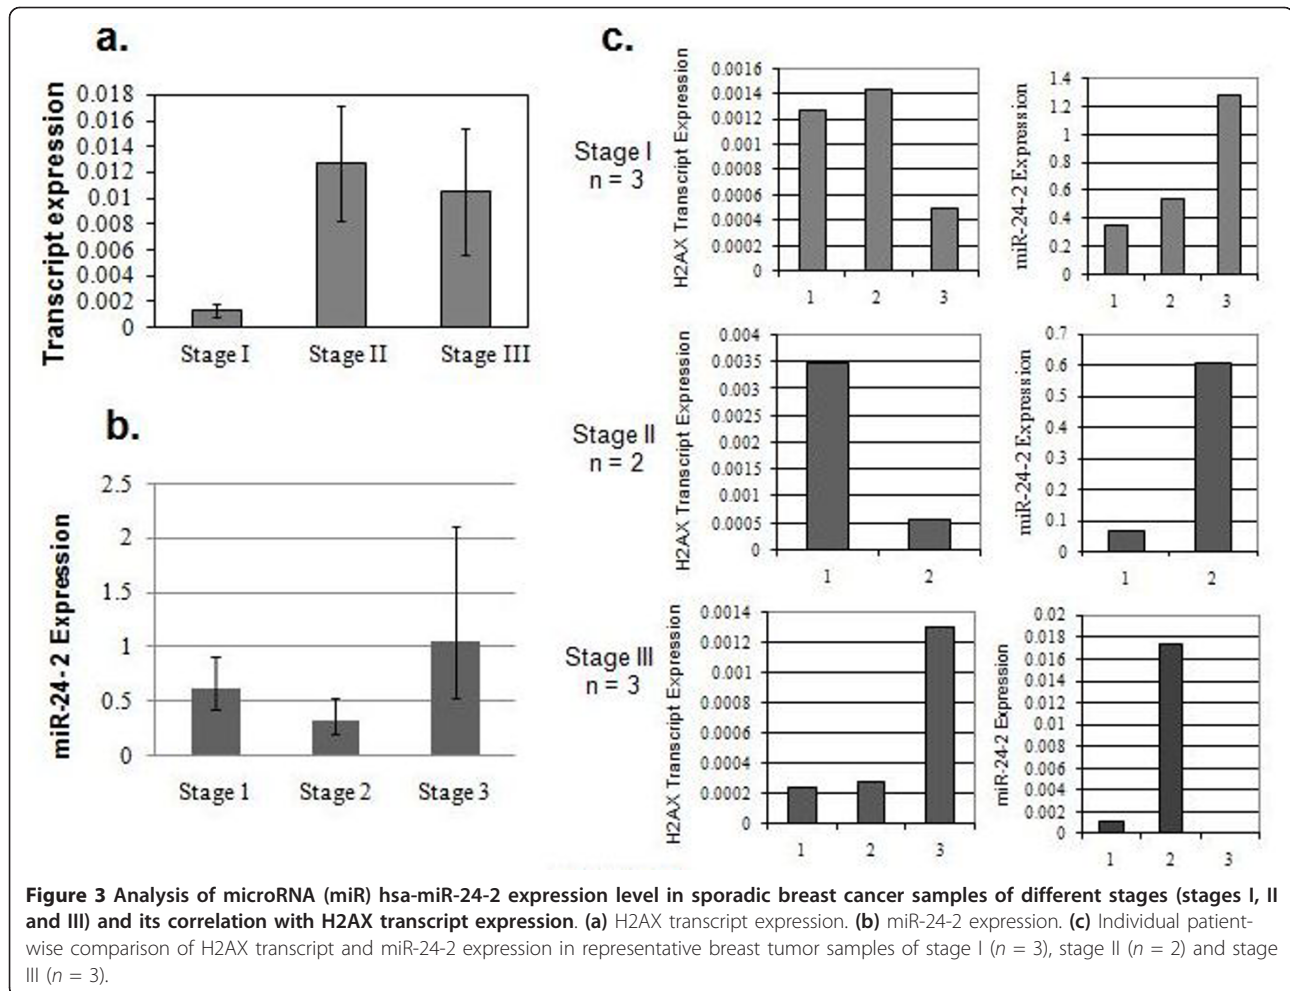 a.
Transcript expression
0.018
0.016
0.014
0.012
0.01
0.008
0.006
0.004
0.002
0
Stage I Stage II Stage III
b.
miR-24-2 Expression
2.5
2
1.5
1
0.5
0
Stage 1 Stage 2 Stage 3
c.
Stage I
n = 3
H2AX Transcript Expression
0.0016
0.0014
0.0012
0.001
0.0008
0.0006
0.0004
0.0002
0
1 2 3
miR-24-2 Expression
1.4
1.2
1
0.8
0.6
0.4
0.2
0
1 2 3
Stage II
n = 2
H2AX Transcript Expression
0.004
0.0035
0.003
0.0025
0.002
0.0015
0.001
0.0005
0
1 2
miR-24-2 Expression
0.7
0.6
0.5
0.4
0.3
0.2
0.1
0
1 2
Stage III
n = 3
H2AX Transcript Expression
0.0014
0.0012
0.001
0.0008
0.0006
0.0004
0.0002
0
1 2 3
miR-24-2 Expression
0.02
0.018
0.016
0.014
0.012
0.01
0.008
0.006
0.004
0.002
0
1 2 3
Figure 3 Analysis of microRNA (miR) hsa-miR-24-2 expression level in sporadic breast cancer samples of different stages (stages I, II
and III) and its correlation with H2AX transcript expression. (a) H2AX transcript expression. (b) miR-24-2 expression. (c) Individual patient-
wise comparison of H2AX transcript and miR-24-2 expression in representative breast tumor samples of stage I (n = 3), stage II (n = 2) and stage
III (n = 3).